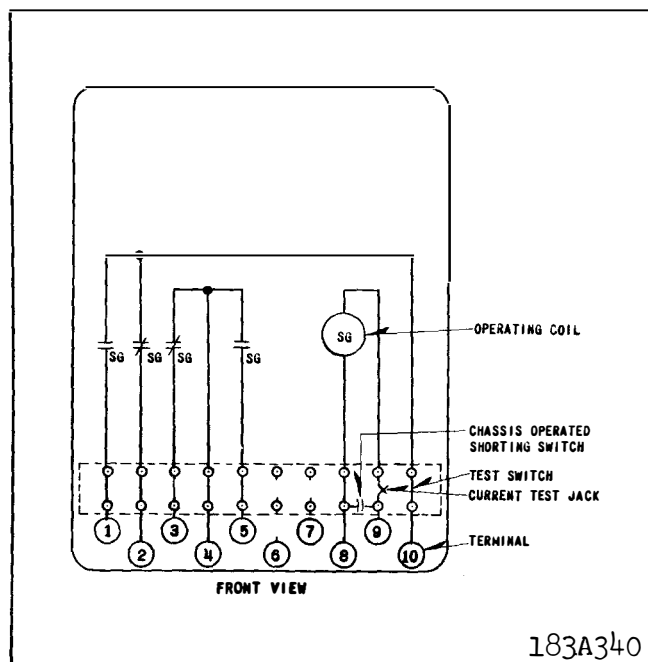 SG
SG
SG
SG
SG
OPERATING COIL
CHASSIS OPERATED
SHORTING SWITCH
TEST SWITCH
CURRENT TEST JACK
1
3
5
7
9
2
4
6
8
10
TERMINAL
FRONT VIEW
183A340